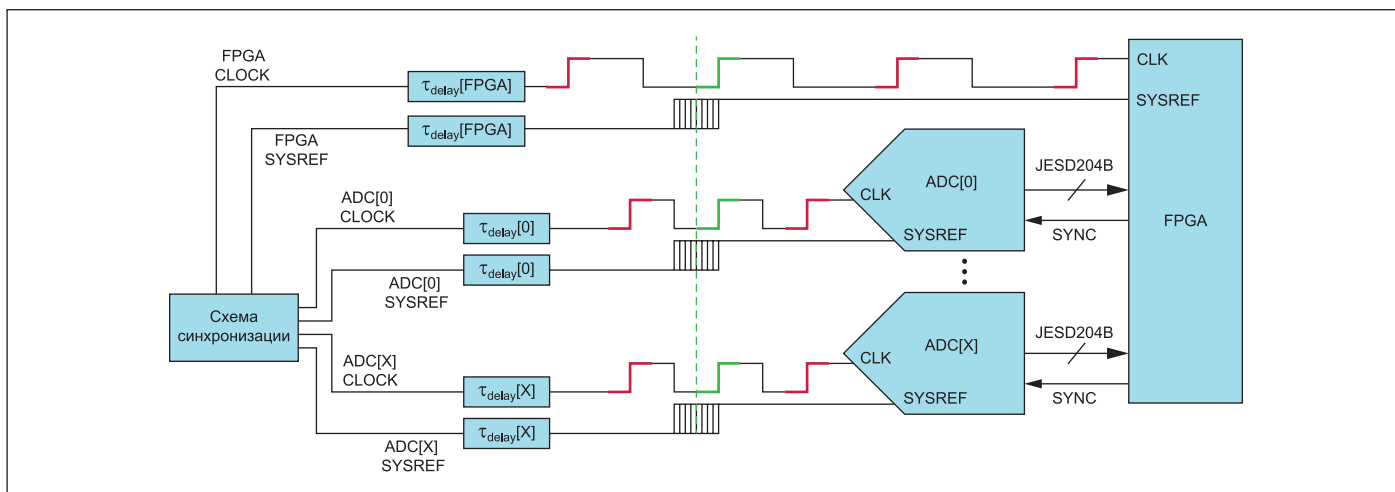 FPGA
CLOCK
τdelay[FPGA]
CLK
SYSREF
τdelay[FPGA]
FPGA
SYSREF
ADC[0]
CLOCK
τdelay[0]
CLK
ADC[0]
SYSREF
JESD204B
SYNC
FPGA
τdelay[0]
ADC[0]
SYSREF
Схема
синхронизации
ADC[X]
CLOCK
τdelay[X]
CLK
ADC[X]
SYSREF
JESD204B
SYNC
τdelay[X]
ADC[X]
SYSREF